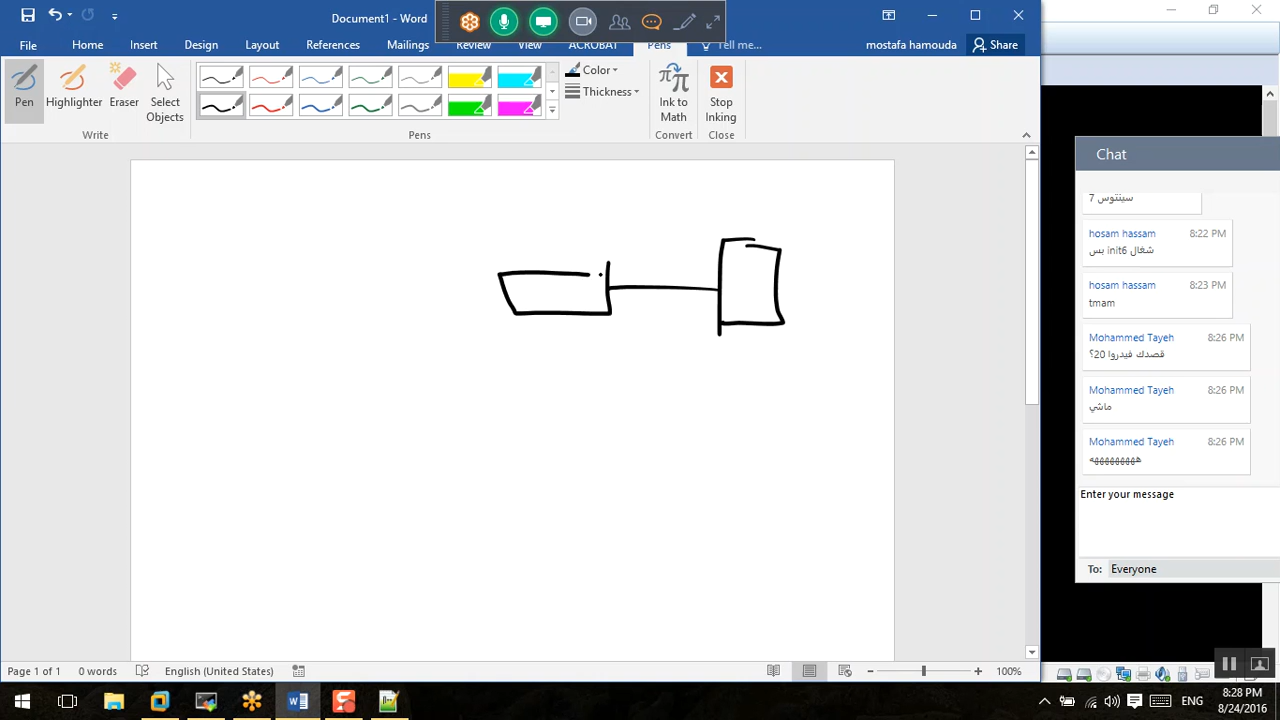 Document1 - Word
File
Home
Insert
Design
Layout
References
Mailings
Review
View
ACROBAT
Pens
Tell me...
mostafa hamouda
Share
Pen
Highlighter
Eraser
Select Objects
Color
Thickness
Ink to Math
Stop Inking
Write
Pens
Convert
Close
Chat
سينتوس 7
hosam hassam 8:22 PM
شغال init6 بس
hosam hassam 8:23 PM
tmam
Mohammed Tayeh 8:26 PM
قصدك فيدروا 20؟
Mohammed Tayeh 8:26 PM
ماشي
Mohammed Tayeh 8:26 PM
Enter your message
To: Everyone
Page 1 of 1
0 words
English (United States)
100%
ENG
8:28 PM
8/24/2016